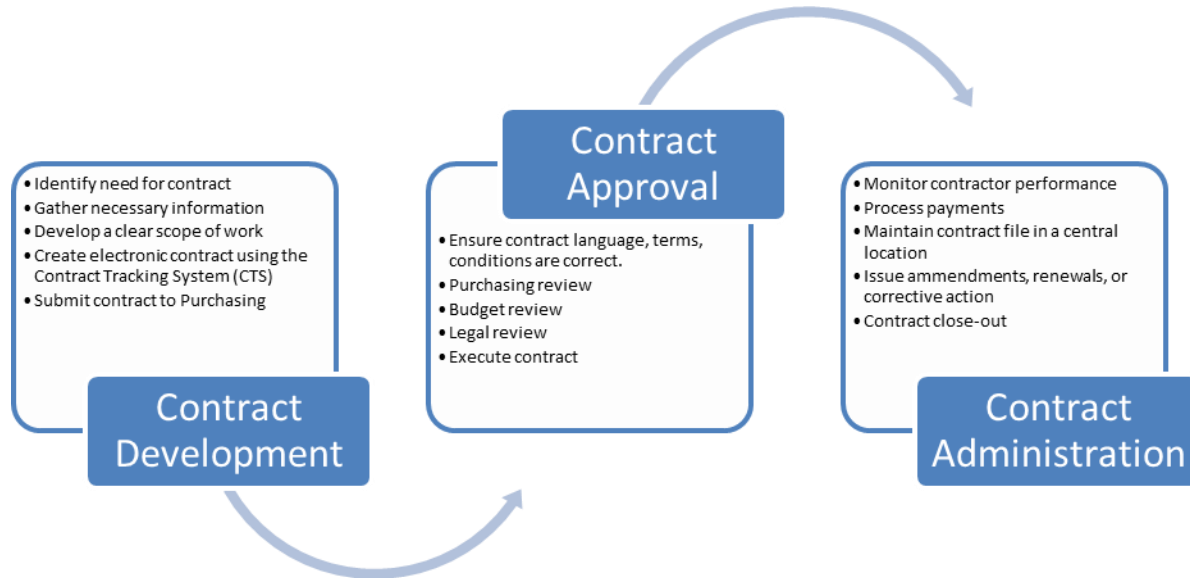 • Identify need for contract
• Gather necessary information
• Develop a clear scope of work
• Create electronic contract using the
Contract Tracking System (CTS)
• Submit contract to Purchasing
Contract
Development
Contract
Approval
• Ensure contract language, terms,
conditions are correct.
• Purchasing review
• Budget review
• Legal review
• Execute contract
• Monitor contractor performance
• Process payments
• Maintain contract file in a central
location
• Issue ammendments, renewals, or
corrective action
• Contract close-out
Contract
Administration